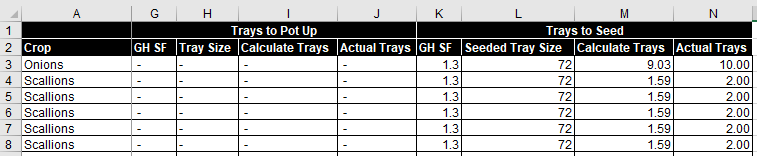 A G H I J K L M N
1 Trays to Pot Up Trays to Seed
2 Crop GH SF Tray Size Calculate Trays Actual Trays GH SF Seeded Tray Size Calculate Trays Actual Trays
3 Onions - - - - 1.3 72 9.03 10.00
4 Scallions - - - - 1.3 72 1.59 2.00
5 Scallions - - - - 1.3 72 1.59 2.00
6 Scallions - - - - 1.3 72 1.59 2.00
7 Scallions - - - - 1.3 72 1.59 2.00
8 Scallions - - - - 1.3 72 1.59 2.00